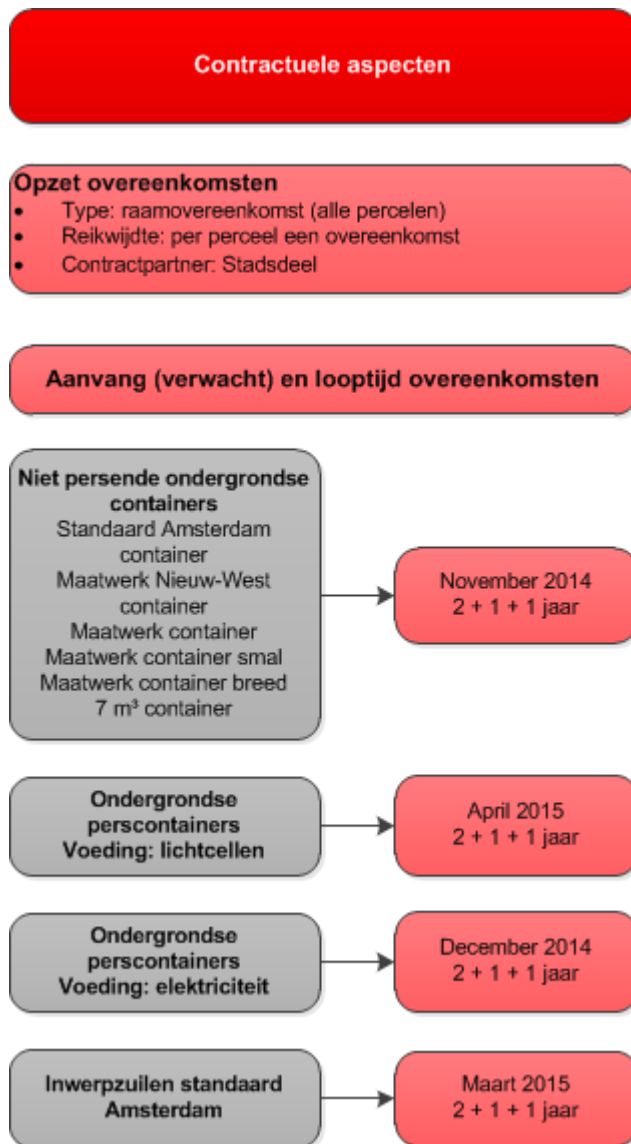 Contractuele aspecten
Opzet overeenkomsten
• Type: raamovereenkomst (alle percelen)
• Reikwijdte: per perceel een overeenkomst
• Contractpartner: Stadsdeel
Aanvang (verwacht) en looptijd overeenkomsten
Niet persende ondergrondse
containers
Standaard Amsterdam
container
Maatwerk Nieuw-West
container
Maatwerk container
Maatwerk container smal
Maatwerk container breed
7 m³ container
November 2014
2 + 1 + 1 jaar
Ondergrondse
perscontainers
Voeding: lichtcellen
April 2015
2 + 1 + 1 jaar
Ondergrondse
perscontainers
Voeding: elektriciteit
December 2014
2 + 1 + 1 jaar
Inwerpzuilen standaard
Amsterdam
Maart 2015
2 + 1 + 1 jaar